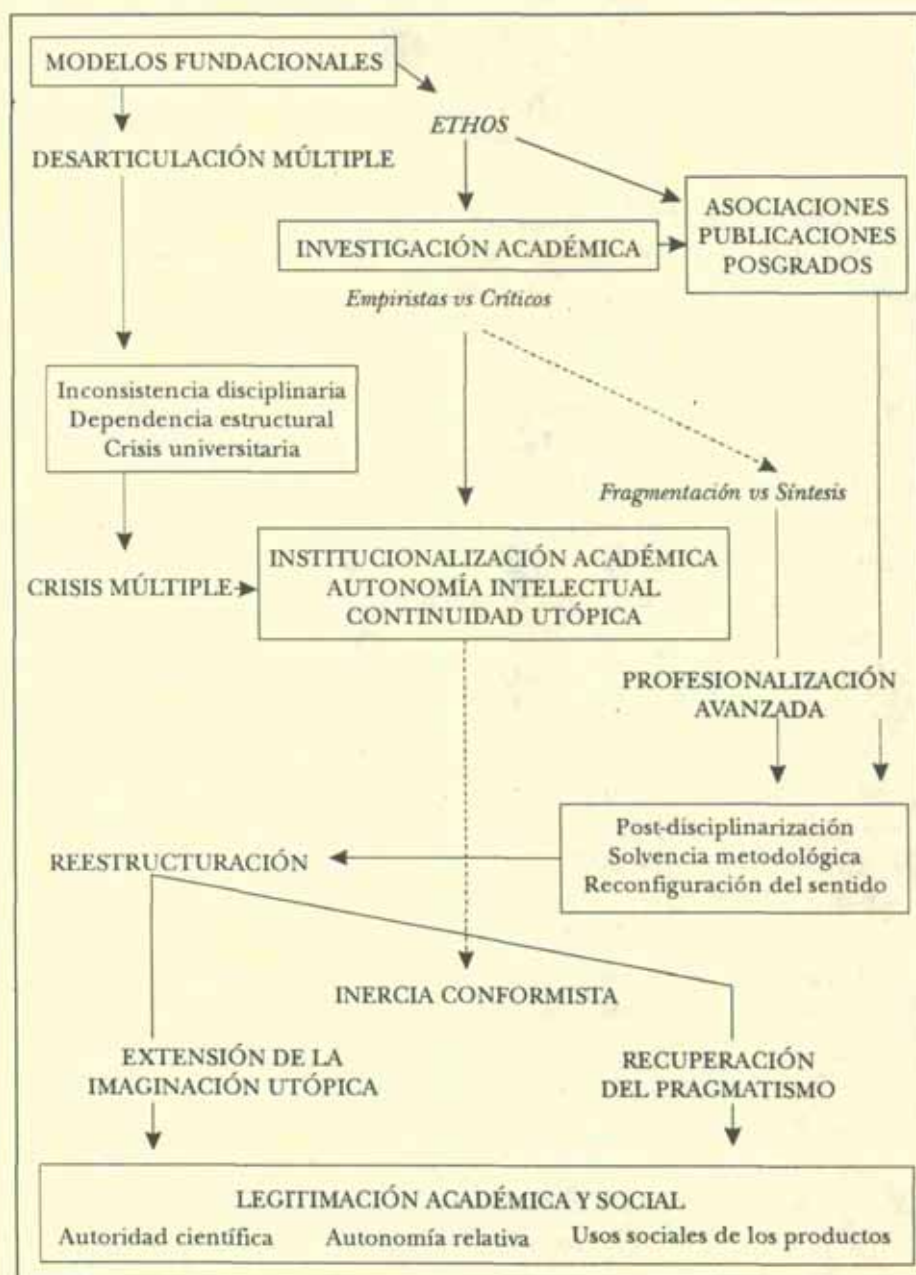 MODELOS FUNDACIONALES
ETHOS
DESARTICULACIÓN MÚLTIPLE
ASOCIACIONES
PUBLICACIONES
POSGRADOS
INVESTIGACIÓN ACADÉMICA
Empiristas vs Críticos
Inconsistencia disciplinaria
Dependencia estructural
Crisis universitaria
Fragmentación vs Síntesis
CRISIS MÚLTIPLE
INSTITUCIONALIZACIÓN ACADÉMICA
AUTONOMÍA INTELECTUAL
CONTINUIDAD UTÓPICA
PROFESIONALIZACIÓN
AVANZADA
Post-disciplinarización
Solvencia metodológica
Reconfiguración del sentido
REESTRUCTURACIÓN
INERCIA CONFORMISTA
EXTENSIÓN DE LA
IMAGINACIÓN UTÓPICA
RECUPERACIÓN
DEL PRAGMATISMO
LEGITIMACIÓN ACADÉMICA Y SOCIAL
Autoridad científica Autonomía relativa Usos sociales de los productos